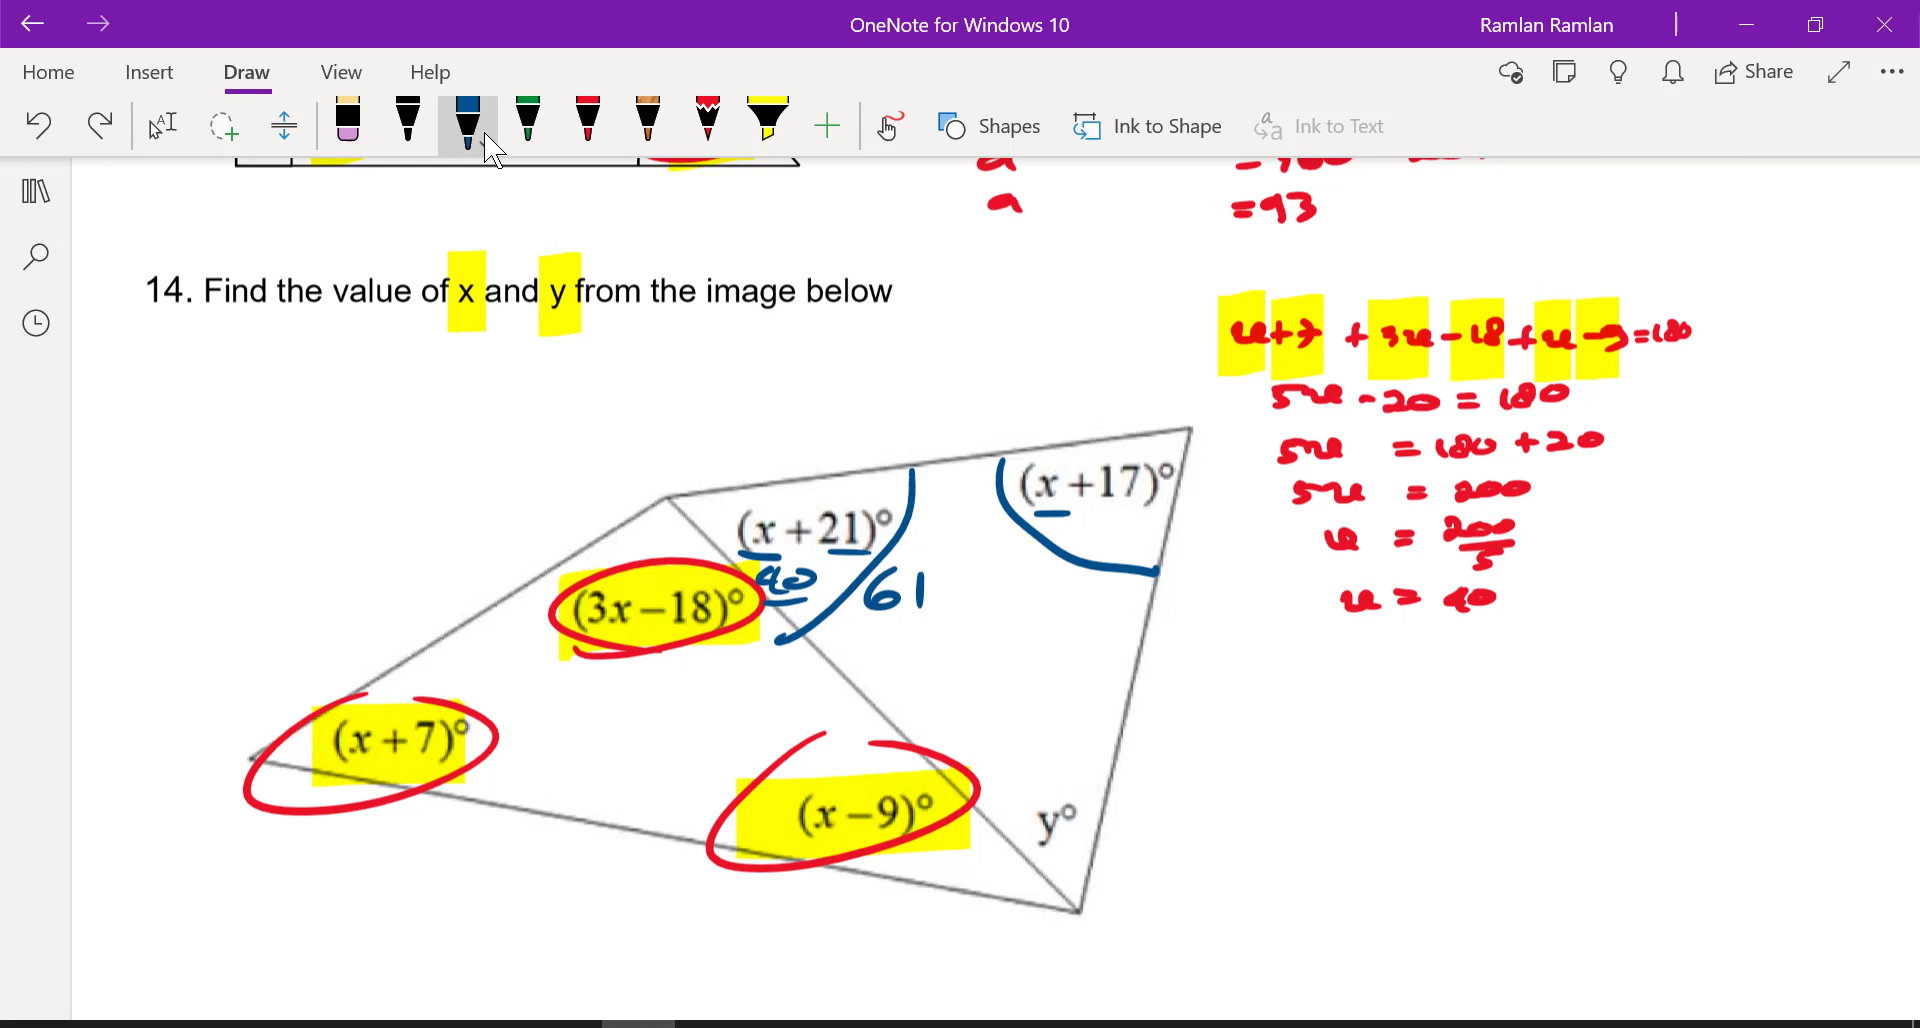 OneNote for Windows 10
Ramlan Ramlan
Home Insert Draw View Help
Share
Shapes
Ink to Shape
Ink to Text
= 93
14. Find the value of x and y from the image below
x+7 + 3x-18+x-9=180
5x - 20 = 180
5x = 180 + 20
5x = 200
x = 200/5
x = 40
(x+17)°
(x+21)°
40
61
(3x-18)°
(x+7)°
(x-9)°
y°